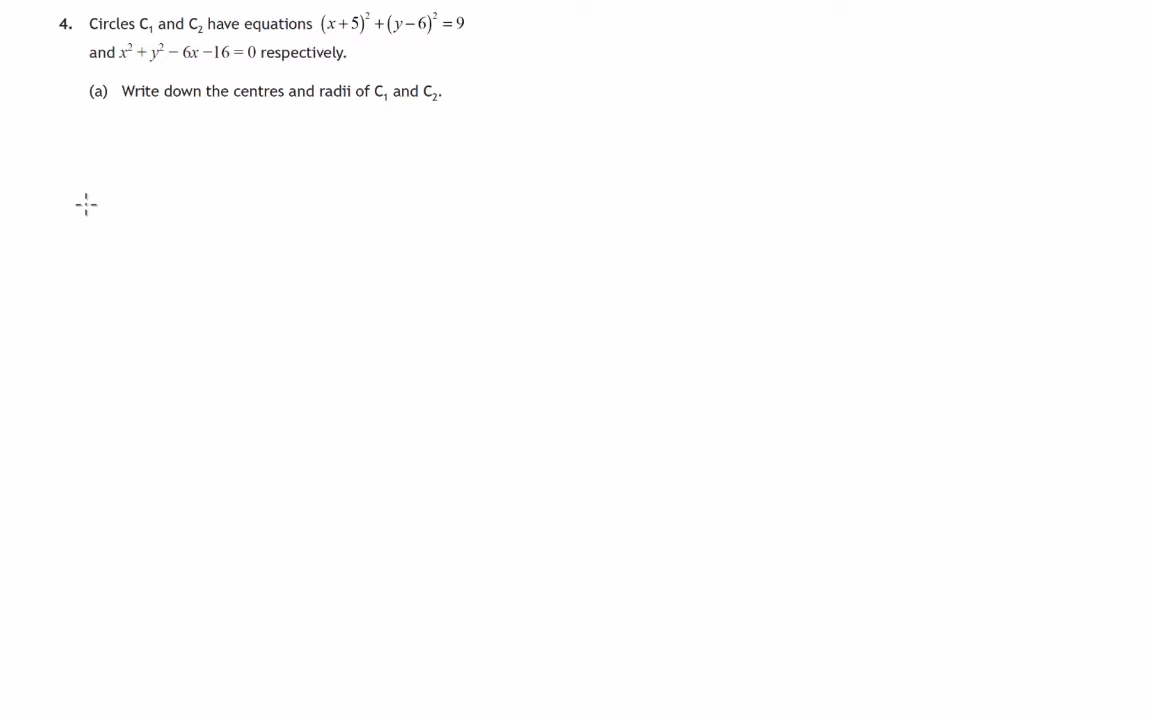 4. Circles C₁ and C₂ have equations (x+5)² +(y−6)² =9
and x² + y² − 6x −16 = 0 respectively.
(a) Write down the centres and radii of C₁ and C₂.